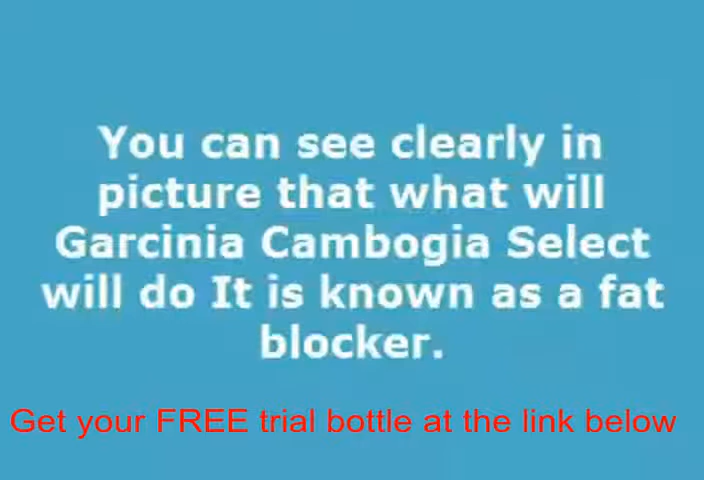 You can see clearly in
picture that what will
Garcinia Cambogia Select
will do It is known as a fat
blocker.
Get your FREE trial bottle at the link below